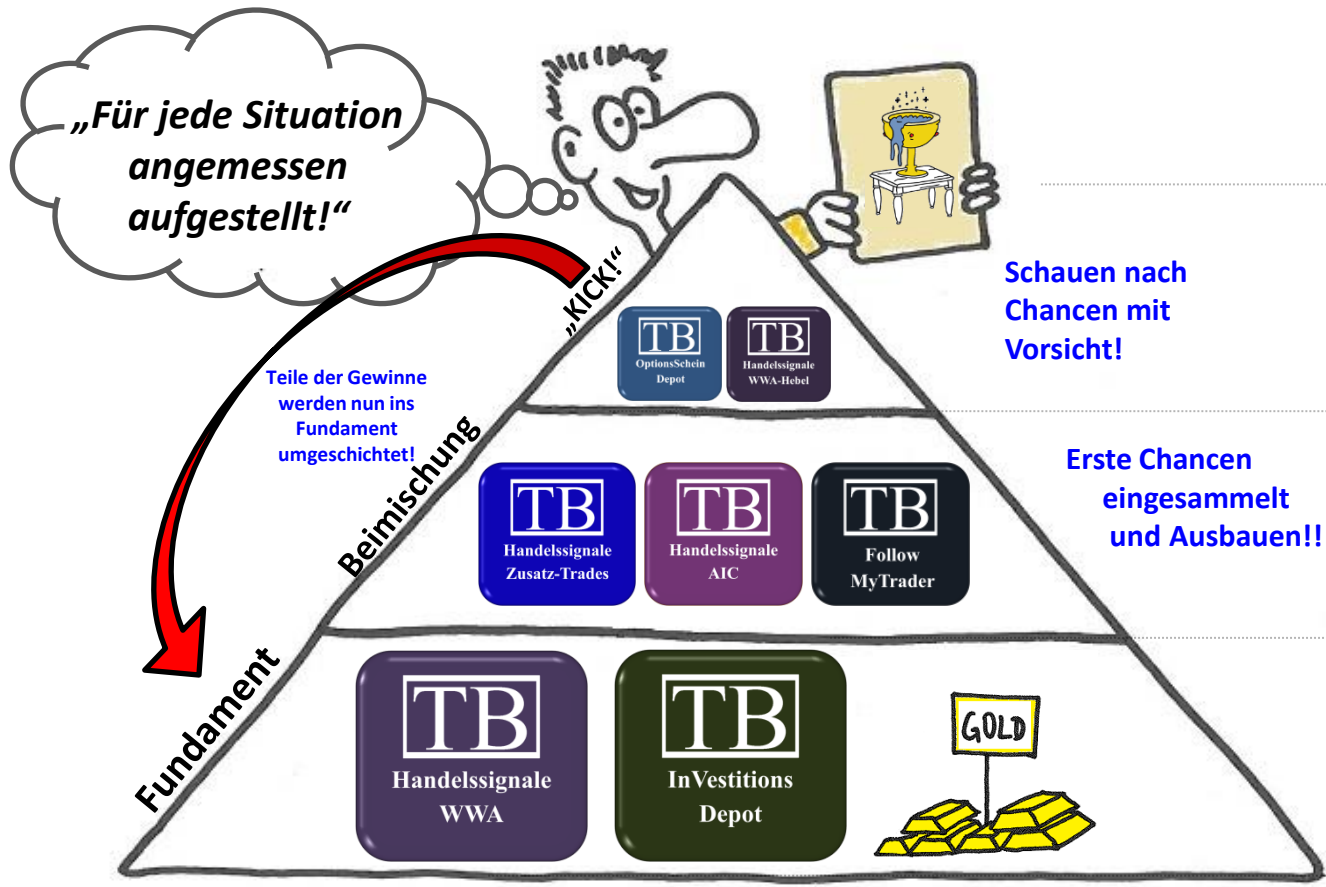 „Für jede Situation
angemessen
aufgestellt!“
„KICK!“
Schauen nach
Chancen mit
Vorsicht!
TB
OptionsSchein
Depot
TB
Handelssignale
WWA-Hebel
Teile der Gewinne
werden nun ins
Fundament
umgeschichtet!
Beimischung
Erste Chancen
eingesammelt
und Ausbauen!!
TB
Handelssignale
Zusatz-Trades
TB
Handelssignale
AIC
TB
Follow
MyTrader
Fundament
TB
Handelssignale
WWA
TB
InVestitions
Depot
GOLD